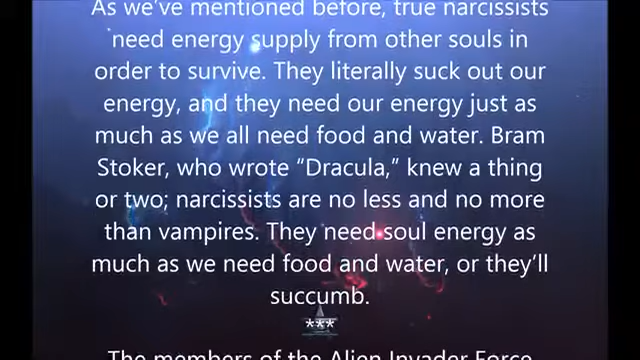 As we've mentioned before, true narcissists
need energy supply from other souls in
order to survive. They literally suck out our
energy, and they need our energy just as
much as we all need food and water. Bram
Stoker, who wrote “Dracula,” knew a thing
or two; narcissists are no less and no more
than vampires. They need soul energy as
much as we need food and water, or they’ll
succumb.
***
The members of the Alien Invader Force